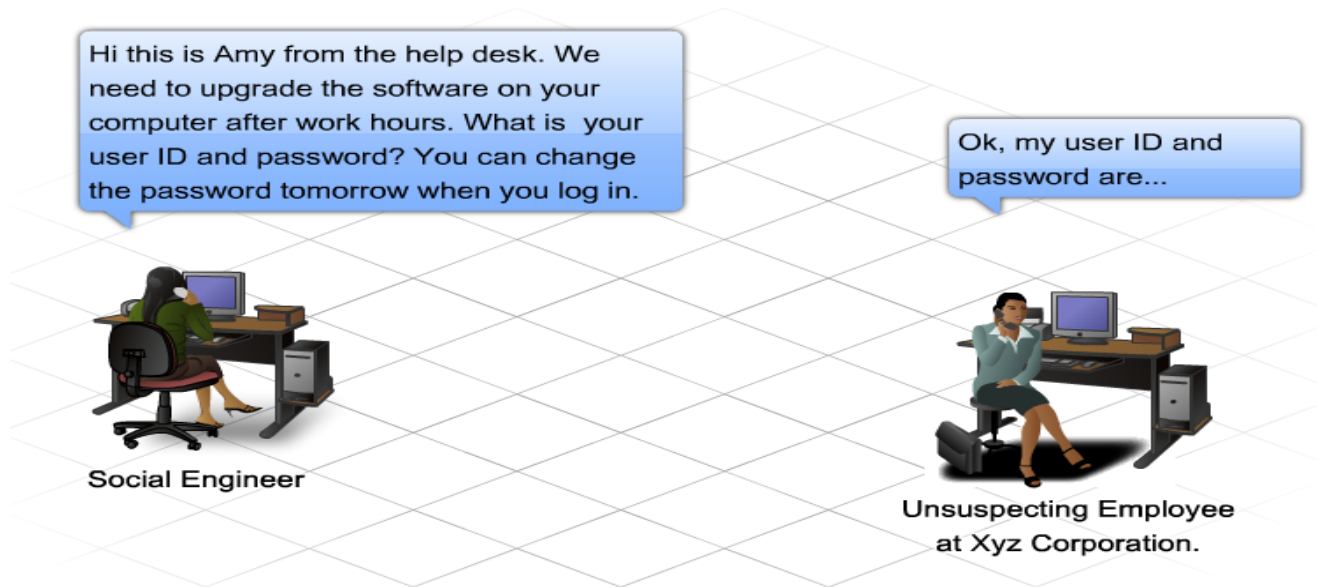 Hi this is Amy from the help desk. We
need to upgrade the software on your
computer after work hours. What is  your
user ID and password? You can change
the password tomorrow when you log in.
Ok, my user ID and
password are...
Social Engineer
Unsuspecting Employee
at Xyz Corporation.